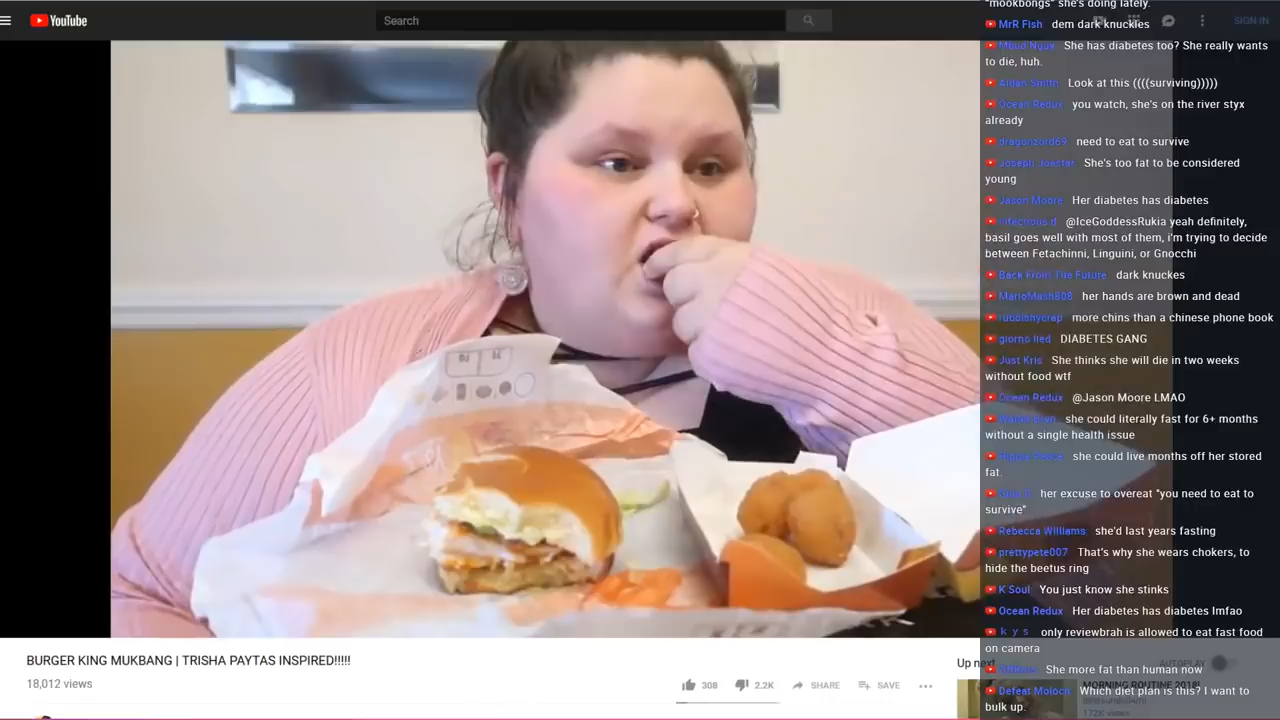 YouTube
Search
SIGN IN
"mookbongs" she's doing lately.
MrR Fish dem dark knuckles
She has diabetes too? She really wants
to die, huh.
Aidan Smith Look at this ((((surviving)))))
Ocean Redux you watch, she's on the river styx
already
dragonzord69 need to eat to survive
Joseph Joestar She's too fat to be considered
young
Jason Moore Her diabetes has diabetes
infectious d @IceGoddessRukia yeah definitely,
basil goes well with most of them, i'm trying to decide
between Fetachinni, Linguini, or Gnocchi
Back From The Future dark knuckes
MarioMash808 her hands are brown and dead
rubbishycrap more chins than a chinese phone book
giorns lied DIABETES GANG
Just Kris She thinks she will die in two weeks
without food wtf
Ocean Redux @Jason Moore LMAO
she could literally fast for 6+ months
without a single health issue
she could live months off her stored
fat.
her excuse to overeat "you need to eat to
survive"
Rebecca Williams she'd last years fasting
prettypete007 That's why she wears chokers, to
hide the beetus ring
K Soul You just know she stinks
Ocean Redux Her diabetes has diabetes lmfao
k y s only reviewbrah is allowed to eat fast food
on camera
She more fat than human now
Defeat Moloch Which diet plan is this? I want to
bulk up.
BURGER KING MUKBANG | TRISHA PAYTAS INSPIRED!!!!!
18,012 views
308
2.2K
SHARE
SAVE
Up next
AUTOPLAY
MORNING ROUTINE 2018!
172K views